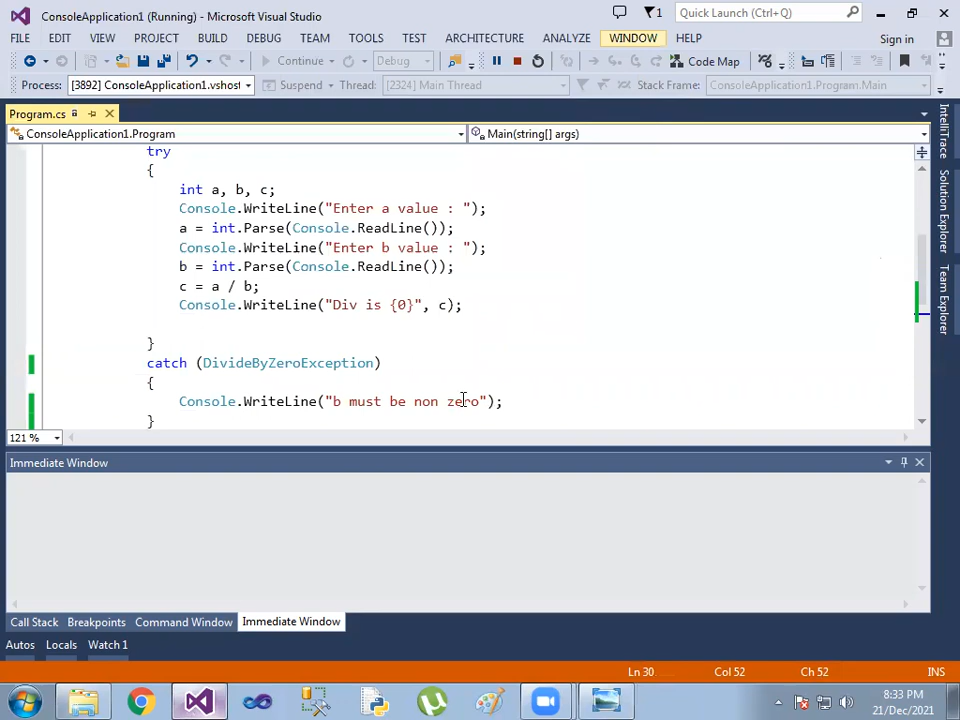 ConsoleApplication1 (Running) - Microsoft Visual Studio
1
Quick Launch (Ctrl+Q)
FILE EDIT VIEW PROJECT BUILD DEBUG TEAM TOOLS TEST ARCHITECTURE ANALYZE WINDOW HELP
Sign in
Continue
Debug
Code Map
Process: [3892] ConsoleApplication1.vshost
Suspend
Thread: [2324] Main Thread
Stack Frame: ConsoleApplication1.Program.Main
Program.cs
ConsoleApplication1.Program
Main(string[] args)
try
{
int a, b, c;
Console.WriteLine("Enter a value : ");
a = int.Parse(Console.ReadLine());
Console.WriteLine("Enter b value : ");
b = int.Parse(Console.ReadLine());
c = a / b;
Console.WriteLine("Div is {0}", c);
}
catch (DivideByZeroException)
{
Console.WriteLine("b must be non zero");
}
121 %
IntelliTrace
Solution Explorer
Team Explorer
Immediate Window
Call Stack Breakpoints Command Window Immediate Window
Autos Locals Watch 1
Ln 30 Col 52 Ch 52 INS
8:33 PM
21/Dec/2021